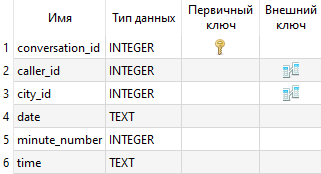 Имя Тип данных Первичный ключ Внешний ключ
1 conversation_id INTEGER
2 caller_id INTEGER
3 city_id INTEGER
4 date TEXT
5 minute_number INTEGER
6 time TEXT